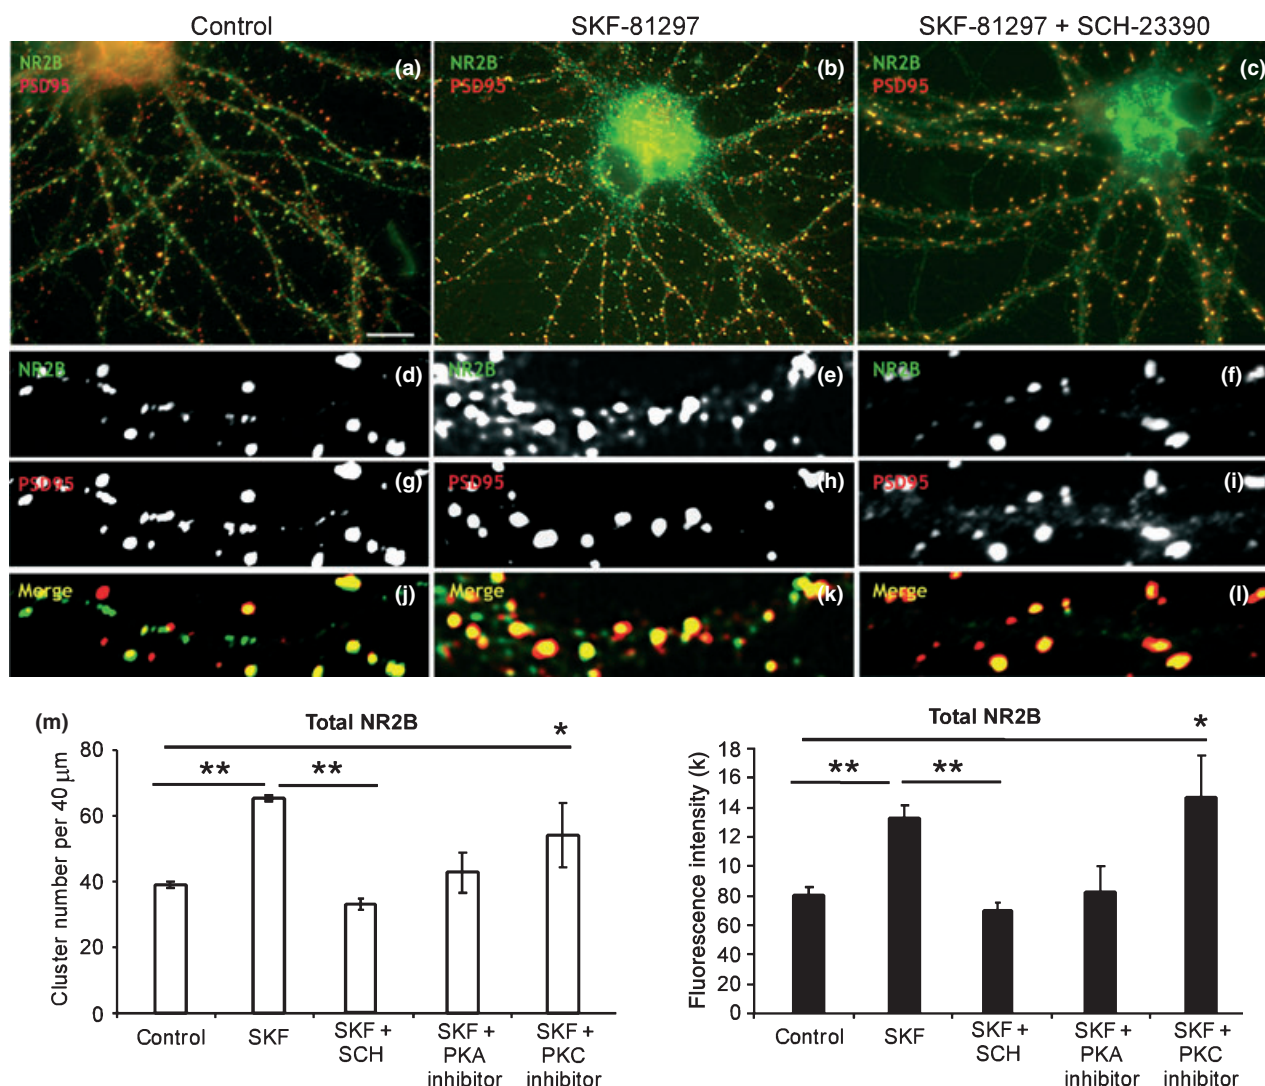 Control SKF-81297 SKF-81297 + SCH-23390
NR2B PSD95 (a)
NR2B PSD95 (b)
NR2B PSD95 (c)
NR2B (d) NR2B (e) NR2B (f)
PSD95 (g) PSD95 (h) PSD95 (i)
Merge (j) Merge (k) Merge (l)
(m)
Total NR2B
*
** **
Cluster number per 40 μm
80
60
40
20
0
Control SKF SKF + SCH SKF + PKA inhibitor SKF + PKC inhibitor
Total NR2B
*
** **
Fluorescence intensity (k)
18
16
14
12
10
80
60
40
20
0
Control SKF SKF + SCH SKF + PKA inhibitor SKF + PKC inhibitor